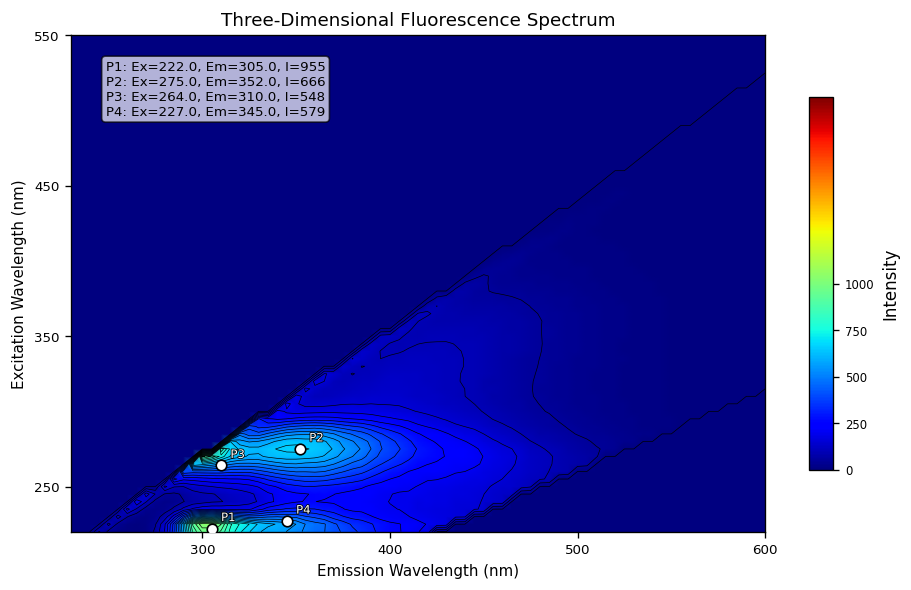 Three-Dimensional Fluorescence Spectrum
550
450
350
250
Excitation Wavelength (nm)
P1: Ex=222.0, Em=305.0, I=955
P2: Ex=275.0, Em=352.0, I=666
P3: Ex=264.0, Em=310.0, I=548
P4: Ex=227.0, Em=345.0, I=579
P2
P3
P4
P1
300
400
500
600
Emission Wavelength (nm)
1000
750
500
250
0
Intensity